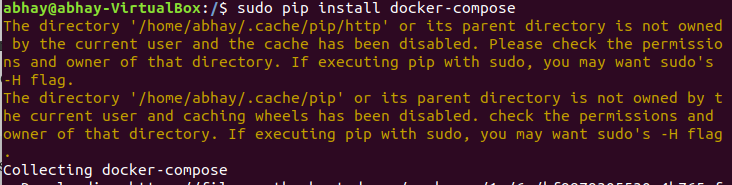 abhay@abhay-VirtualBox:/$ sudo pip install docker-compose
The directory '/home/abhay/.cache/pip/http' or its parent directory is not owned
 by the current user and the cache has been disabled. Please check the permissio
ns and owner of that directory. If executing pip with sudo, you may want sudo's
-H flag.
The directory '/home/abhay/.cache/pip' or its parent directory is not owned by t
he current user and caching wheels has been disabled. check the permissions and
owner of that directory. If executing pip with sudo, you may want sudo's -H flag
.
Collecting docker-compose